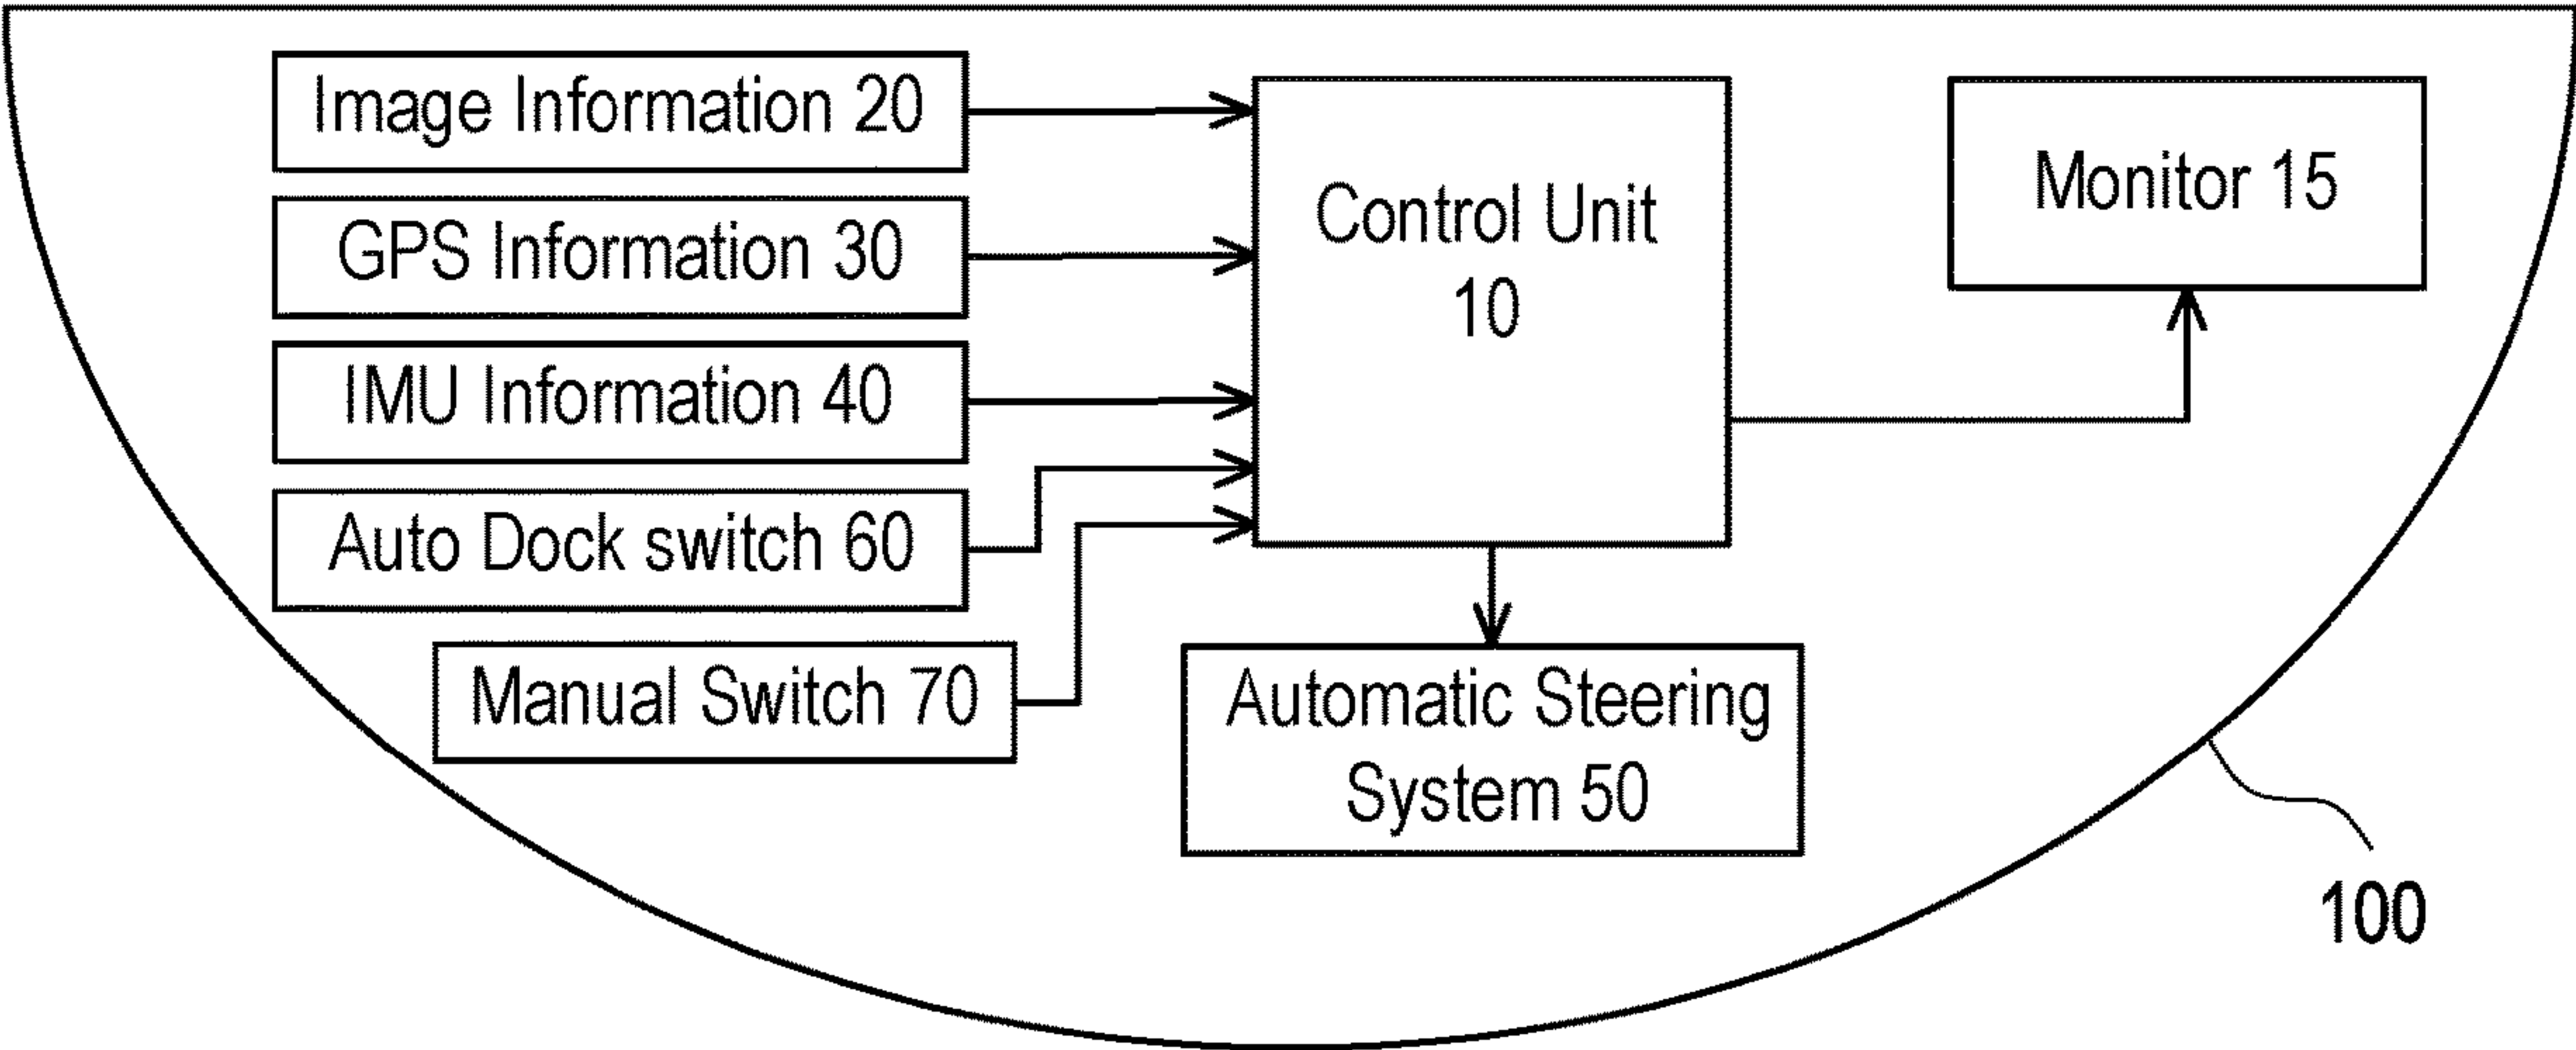 Image Information 20
GPS Information 30
IMU Information 40
Auto Dock switch 60
Manual Switch 70
Control Unit
10
Monitor 15
Automatic Steering
System 50
100